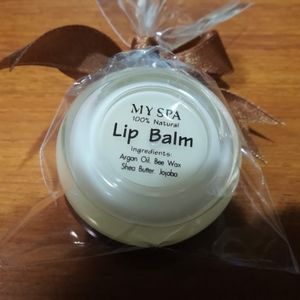 MY SPA
100% Natural
Lip Balm
Ingredients:
Argan Oil, Bee Wax
Shea Butter, Jojoba